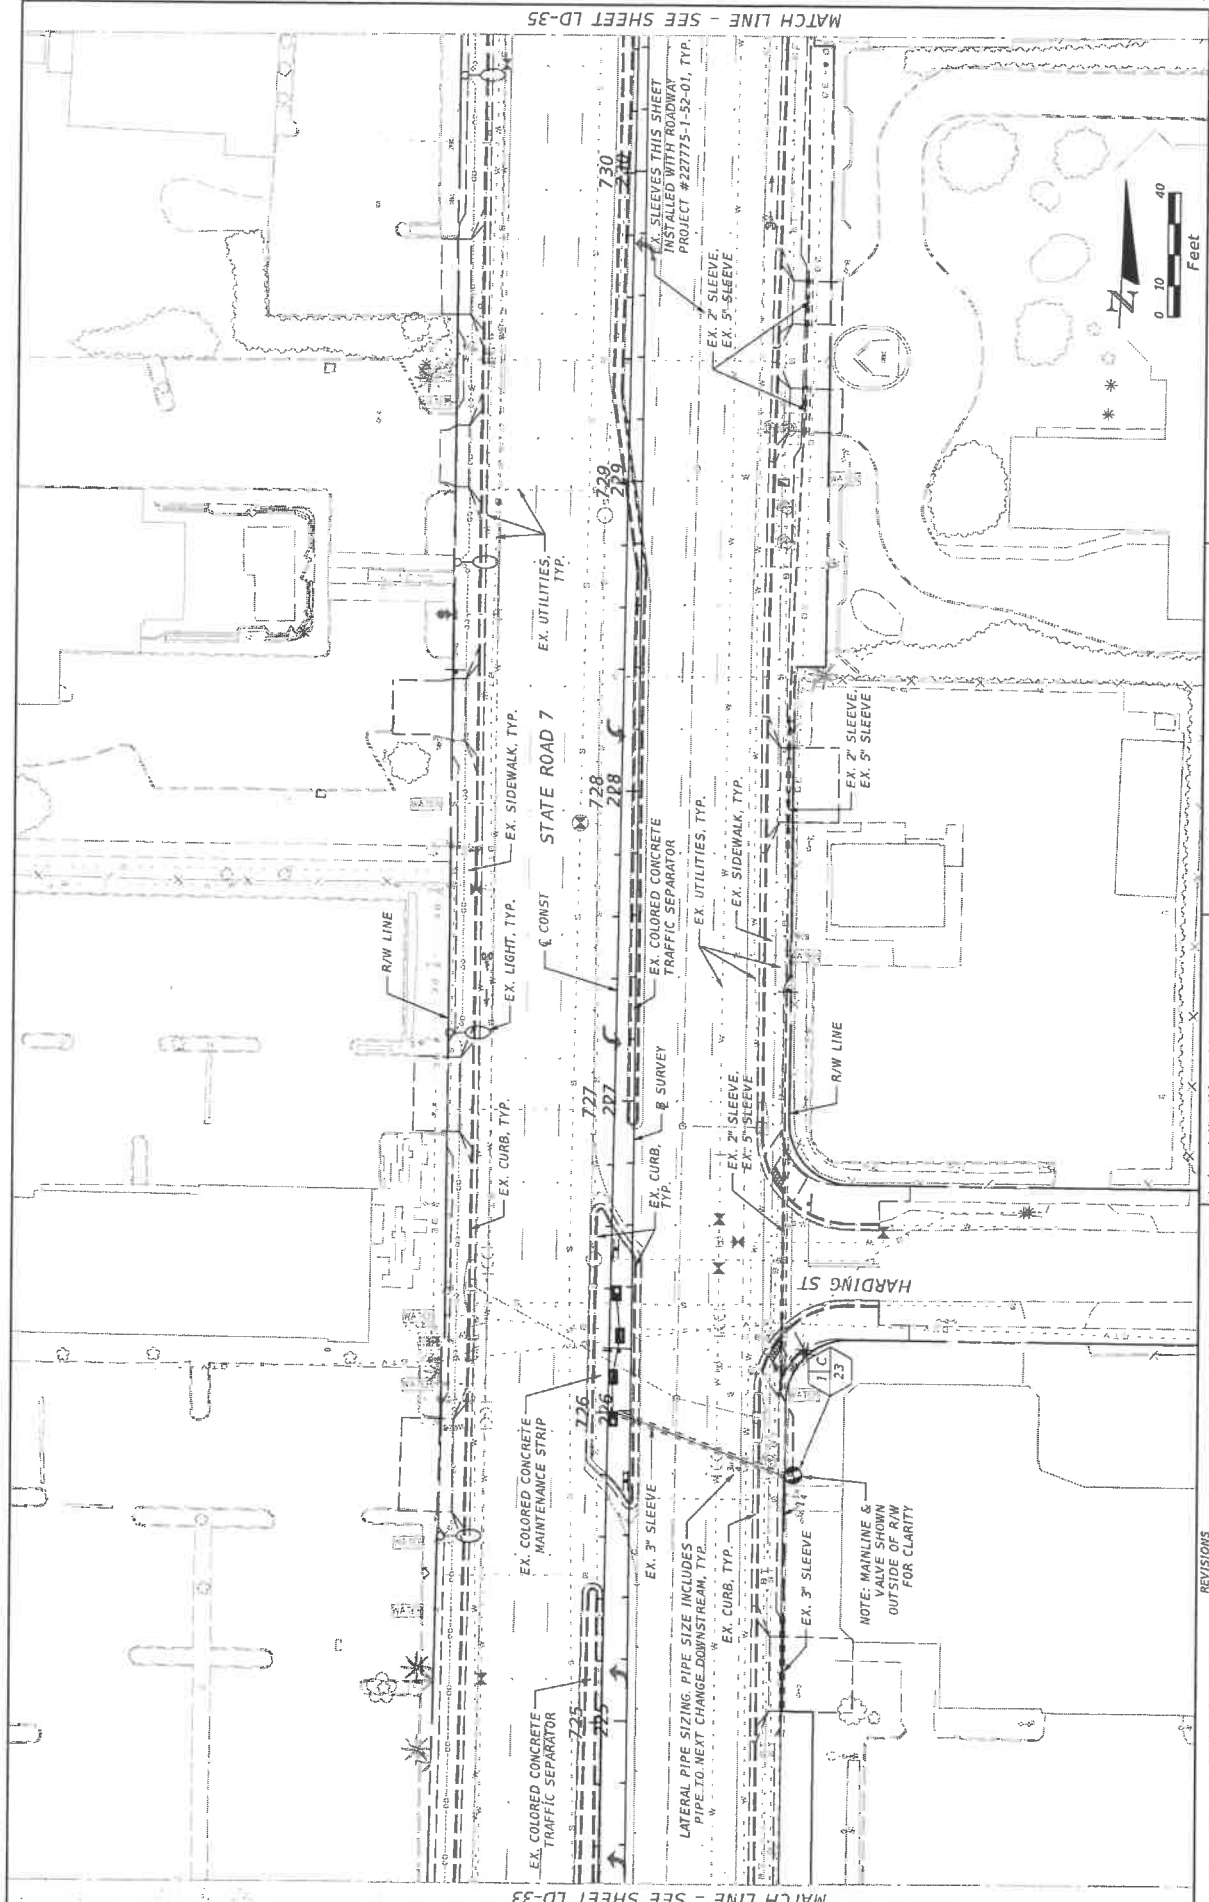 MATCH LINE - SEE SHEET LD-35
EX. SLEEVES THIS SHEET
INSTALLED WITH ROADWAY
PROJECT #227775-1-52-01, TYP.
730
230
0 10 40
Feet
N
EX. 2" SLEEVE,
EX. 5" SLEEVE
729
229
EX. UTILITIES,
TYP.
STATE ROAD 7
EX. SIDEWALK, TYP.
728
228
EX. 2" SLEEVE,
EX. 5" SLEEVE
R/W LINE
EX. LIGHT, TYP.
℄ CONST
EX. COLORED CONCRETE
TRAFFIC SEPARATOR
EX. UTILITIES, TYP.
EX. SIDEWALK, TYP.
EX. CURB, TYP.
727
227
B SURVEY
EX. CURB,
TYP.
EX. 2" SLEEVE,
EX. 5" SLEEVE
R/W LINE
HARDING ST
EX. COLORED CONCRETE
MAINTENANCE STRIP
726
226
1 C
23
EX. 3" SLEEVE
LATERAL PIPE SIZING. PIPE SIZE INCLUDES
PIPE TO NEXT CHANGE DOWNSTREAM, TYP.
EX. CURB, TYP.
EX. 3" SLEEVE
NOTE: MAINLINE &
VALVE SHOWN
OUTSIDE OF R/W
FOR CLARITY
EX. COLORED CONCRETE
TRAFFIC SEPARATOR
725
225
MATCH LINE - SEE SHEET LD-33
REVISIONS